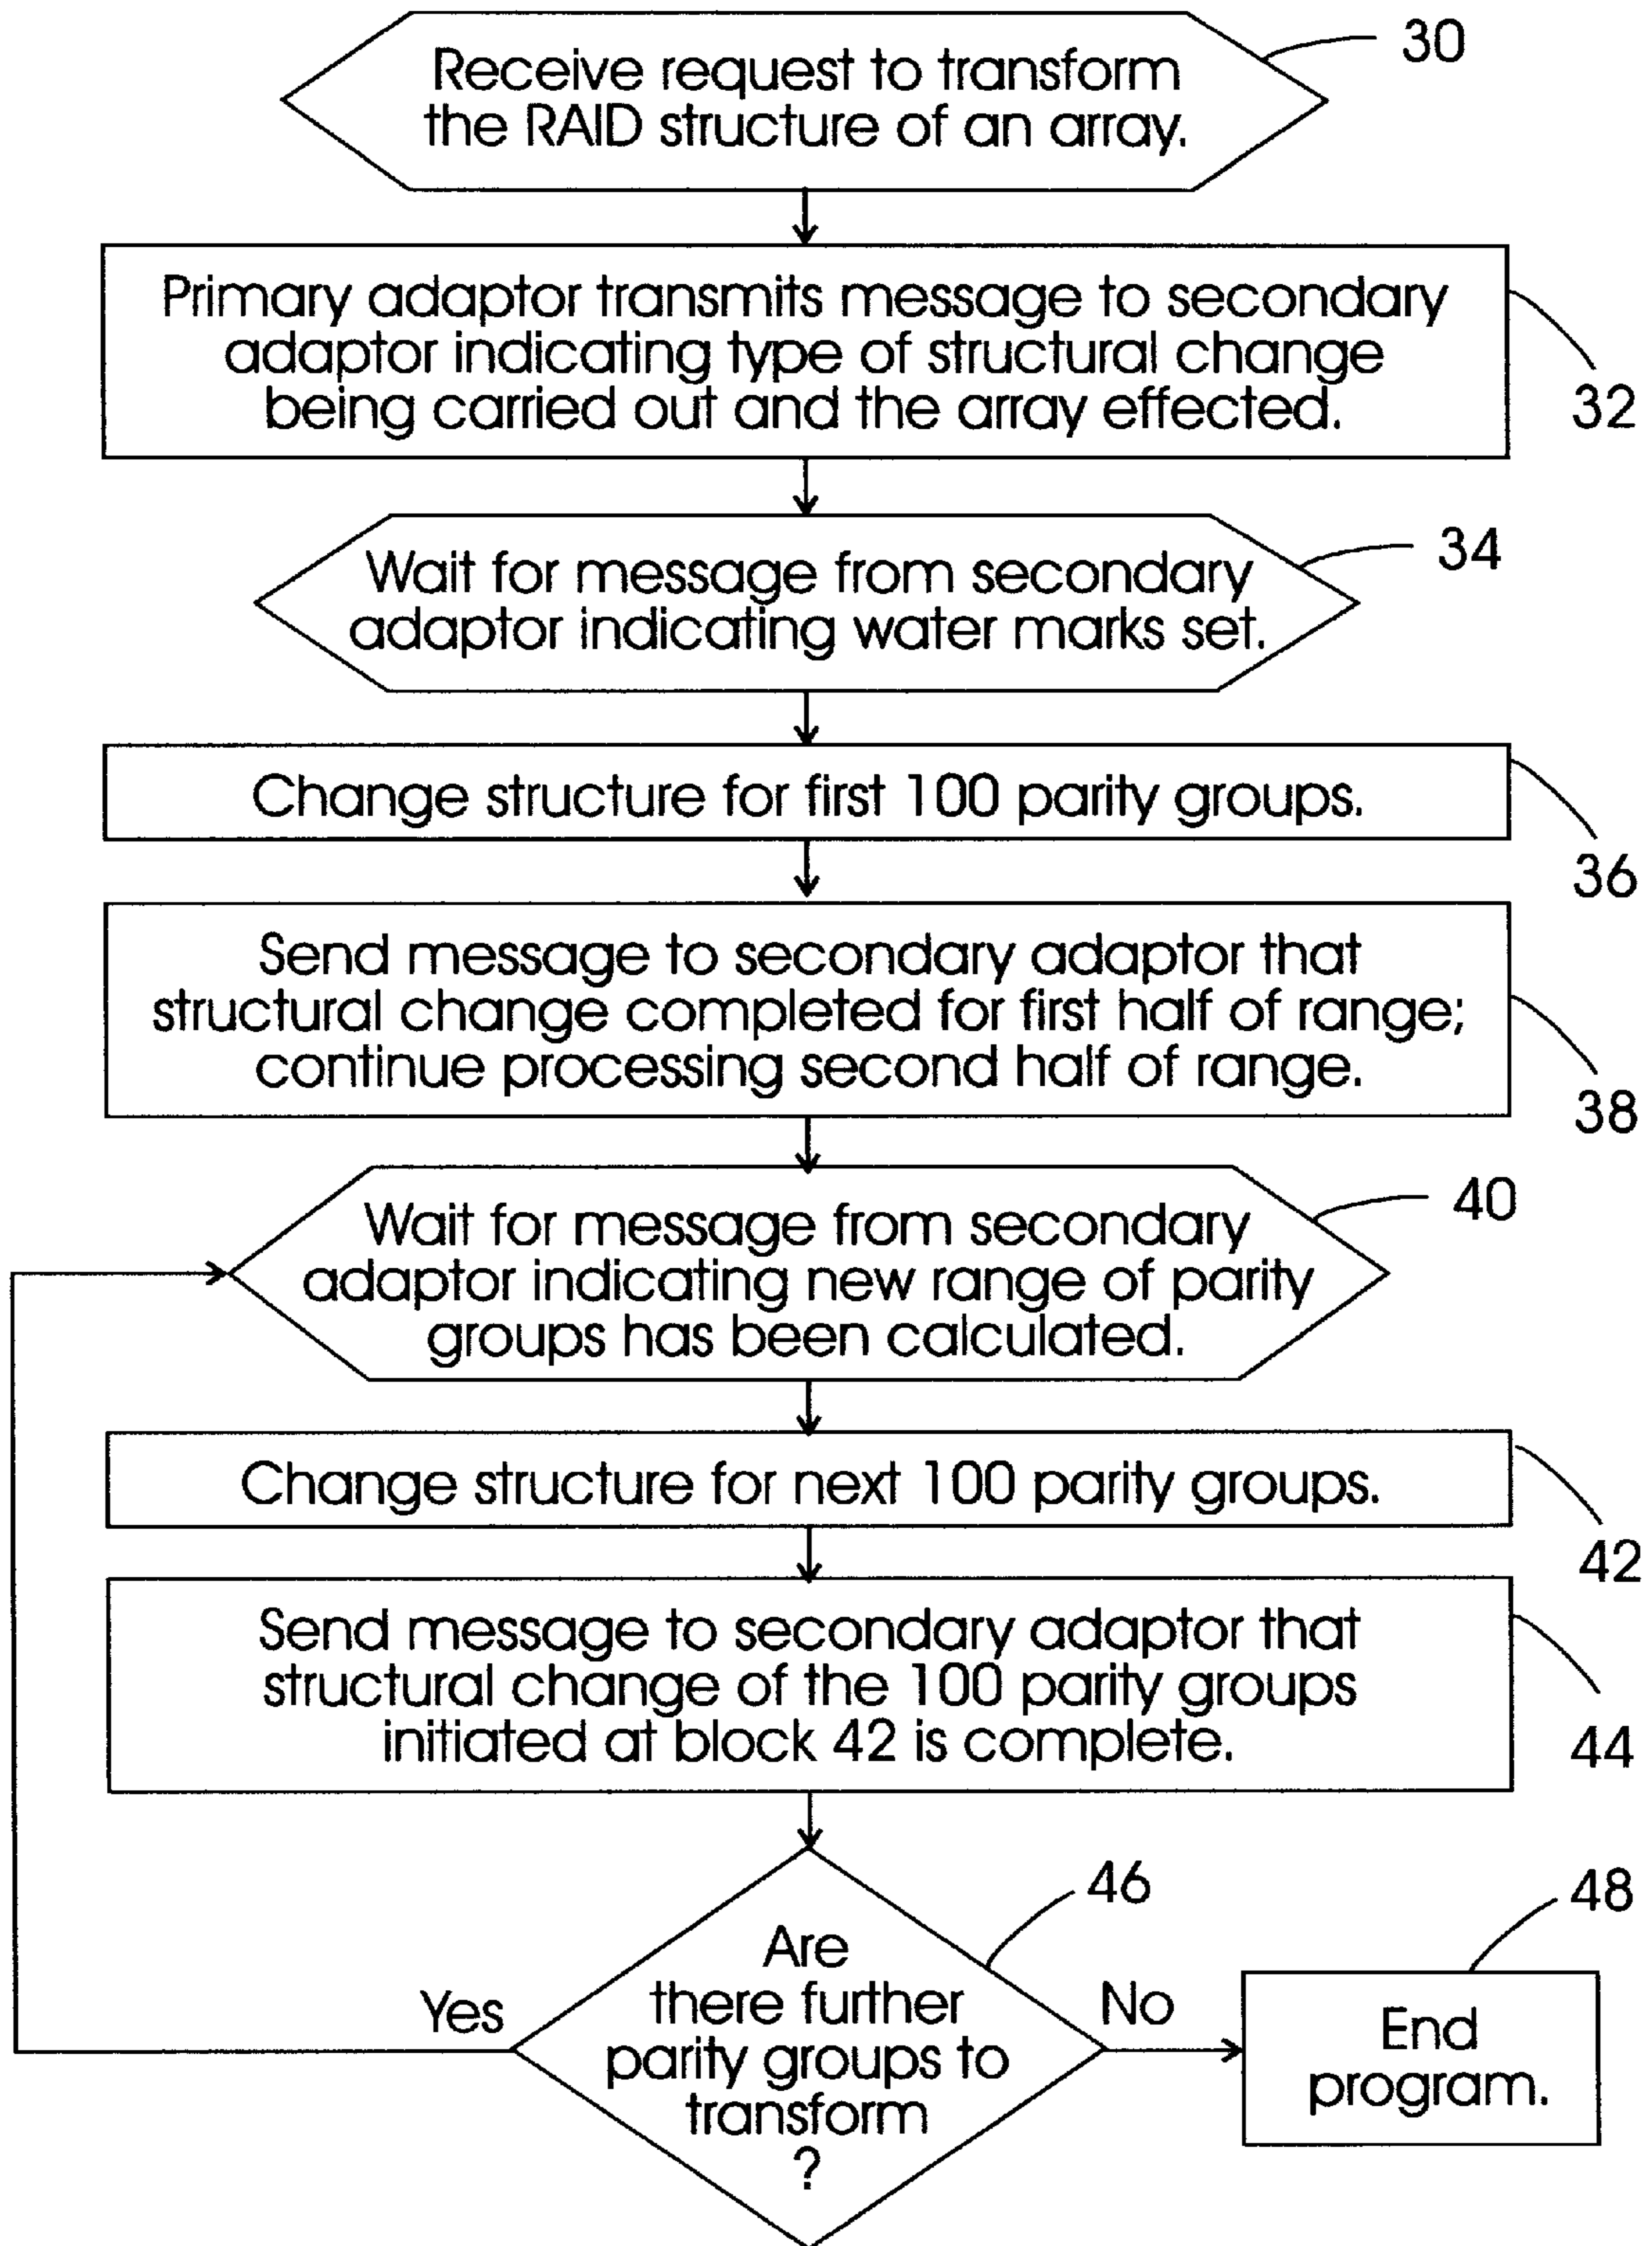 Receive request to transform
the RAID structure of an array.
30
Primary adaptor transmits message to secondary
adaptor indicating type of structural change
being carried out and the array effected.
32
Wait for message from secondary
adaptor indicating water marks set.
34
Change structure for first 100 parity groups.
36
Send message to secondary adaptor that
structural change completed for first half of range;
continue processing second half of range.
38
Wait for message from secondary
adaptor indicating new range of parity
groups has been calculated.
40
Change structure for next 100 parity groups.
42
Send message to secondary adaptor that
structural change of the 100 parity groups
initiated at block 42 is complete.
44
Are
there further
parity groups to
transform
?
46
Yes
No
End
program.
48